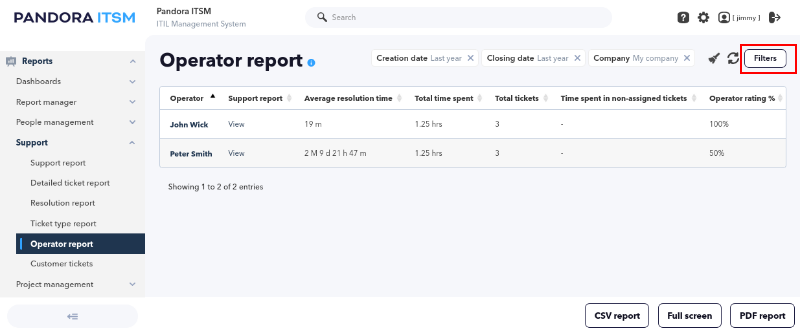 PANDORA ITSM
Pandora ITSM
ITIL Management System
Search
[ jimmy ]
Reports
Dashboards
Report manager
People management
Support
Support report
Detailed ticket report
Resolution report
Ticket type report
Operator report
Customer tickets
Project management
Operator report
Creation date Last year
Closing date Last year
Company My company
Filters
Operator Support report Average resolution time Total time spent Total tickets Time spent in non-assigned tickets Operator rating %
John Wick View 19 m 1.25 hrs 3 - 100%
Peter Smith View 2 M 9 d 21 h 47 m 1.25 hrs 3 - 50%
Showing 1 to 2 of 2 entries
CSV report
Full screen
PDF report